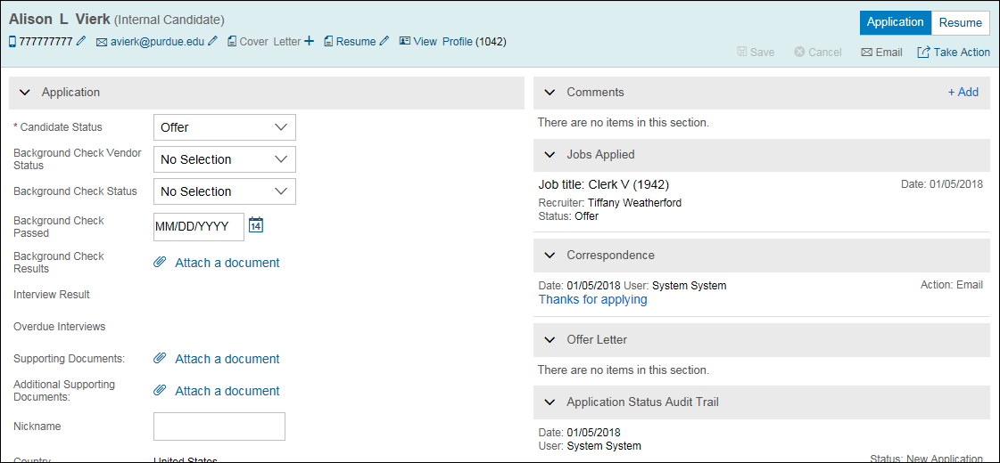 Alison L Vierk (Internal Candidate)
Application Resume
777777777 avierk@purdue.edu Cover Letter Resume View Profile (1042)
Save Cancel Email Take Action
Application
* Candidate Status Offer
Background Check Vendor
Status
No Selection
Background Check Status No Selection
Background Check
Passed
MM/DD/YYYY 14
Background Check
Results
Attach a document
Interview Result
Overdue Interviews
Supporting Documents: Attach a document
Additional Supporting
Documents:
Attach a document
Nickname
Country United States
Comments + Add
There are no items in this section.
Jobs Applied
Job title: Clerk V (1942) Date: 01/05/2018
Recruiter: Tiffany Weatherford
Status: Offer
Correspondence
Date: 01/05/2018 User: System System Action: Email
Thanks for applying
Offer Letter
There are no items in this section.
Application Status Audit Trail
Date: 01/05/2018
User: System System
Status: New Application